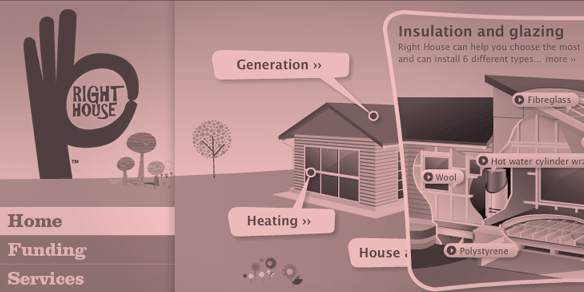 RIGHT
HOUSE
™
Home
Funding
Services
Generation ››
Heating ››
House
Insulation and glazing
Right House can help you choose the most
and can install 6 different types... more ››
Fibreglass
Hot water cylinder wra
Wool
Polystyrene